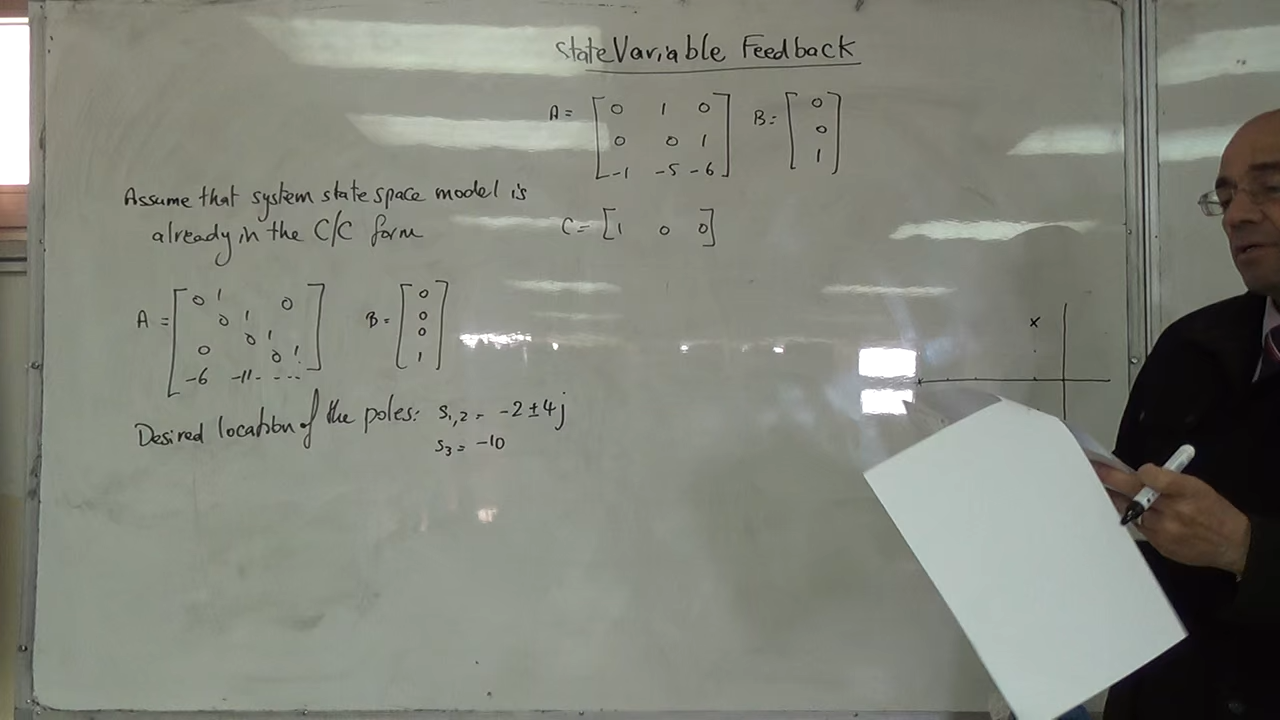 State Variable Feedback
A = [ 0 1 0
0 0 1
-1 -5 -6 ]
B = [ 0
0
1 ]
C = [ 1 0 0 ]
Assume that system state space model is
already in the C/C form
A = [ 0 1 0
0 1
0 1
0 0 1
-6 -11 - --- ]
B = [ 0
0
0
1 ]
Desired location of the poles: s1,2 = -2 ± 4j
s3 = -10
x